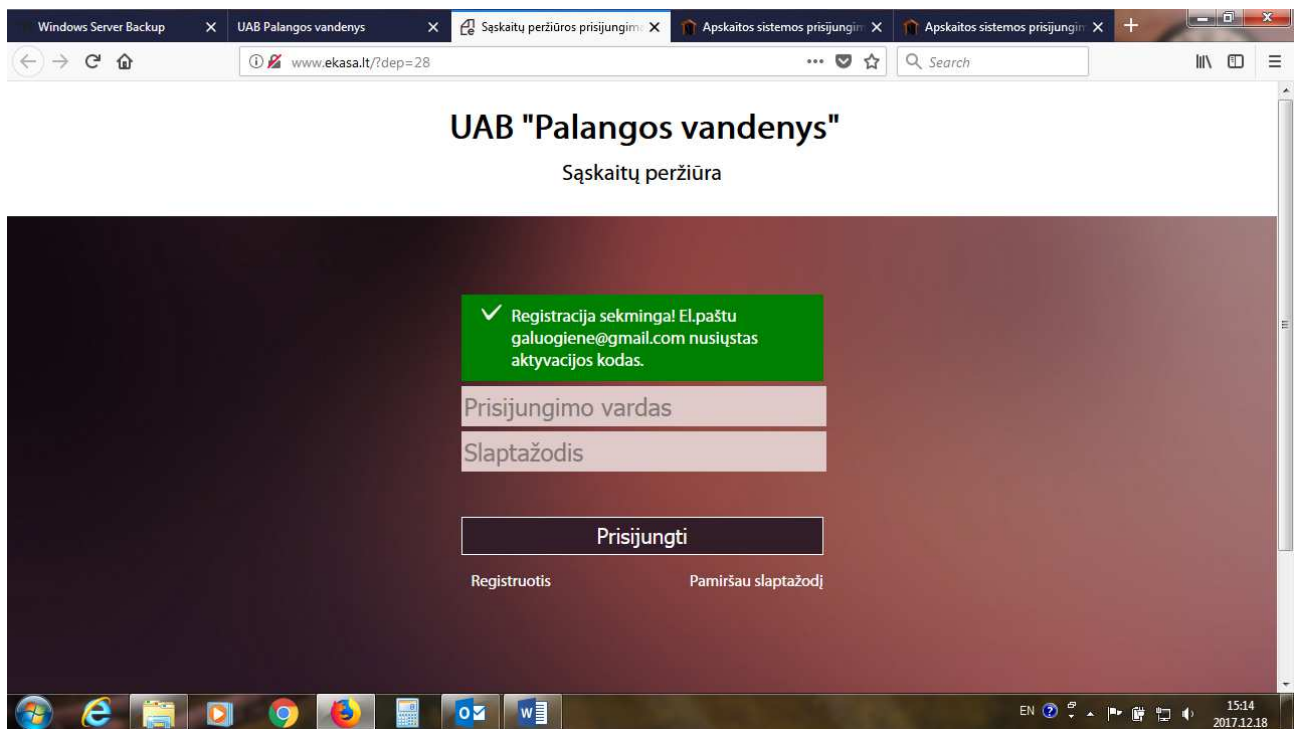 Windows Server Backup
UAB Palangos vandenys
Sąskaitų peržiūros prisijungimo
Apskaitos sistemos prisijungim
Apskaitos sistemos prisijungim
www.ekasa.lt/?dep=28
Search
UAB "Palangos vandenys"
Sąskaitų peržiūra
Registracija sekminga! El.paštu
galuogiene@gmail.com nusiųstas
aktyvacijos kodas.
Prisijungimo vardas
Slaptažodis
Prisijungti
Registruotis
Pamiršau slaptažodį
EN
15:14
2017.12.18